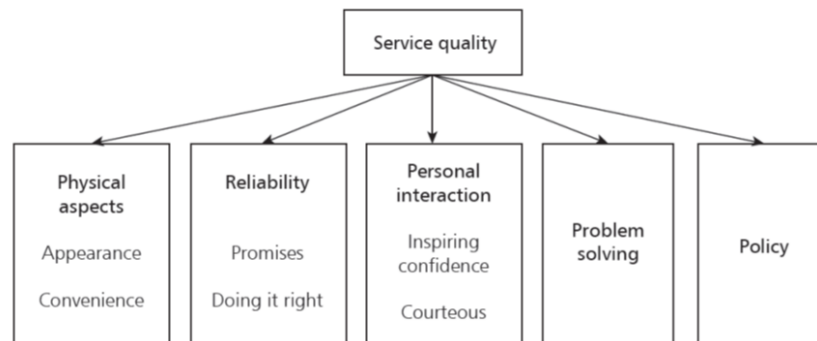 Service quality
Physical
aspects
Appearance
Convenience
Reliability
Promises
Doing it right
Personal
interaction
Inspiring
confidence
Courteous
Problem
solving
Policy